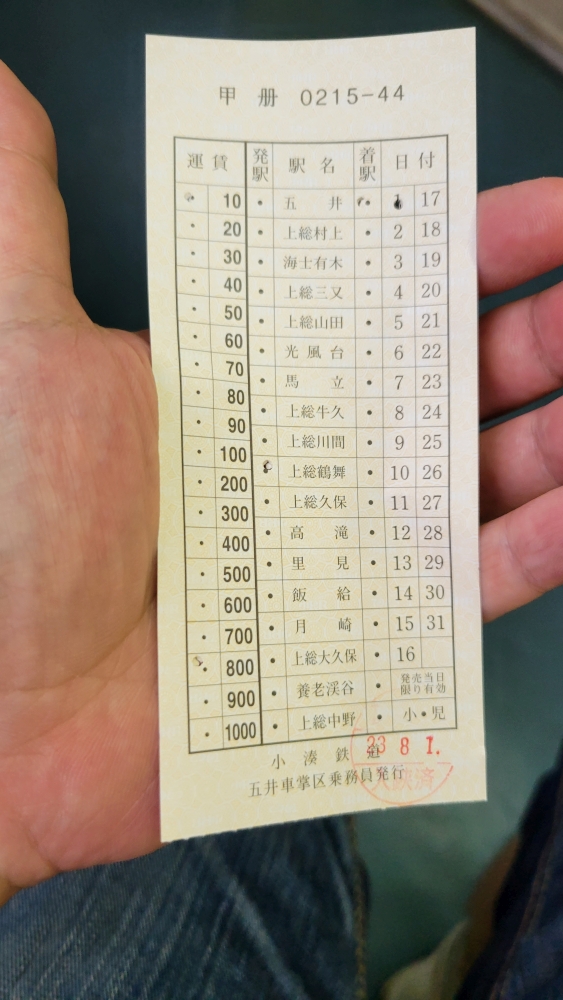 甲 册 0215-44
運賃 発駅 駅名 着駅 日付
・ 10 ・ 五井 ・ 1 17
・ 20 ・ 上総村上 ・ 2 18
・ 30 ・ 海士有木 ・ 3 19
・ 40 ・ 上総三又 ・ 4 20
・ 50 ・ 上総山田 ・ 5 21
・ 60 ・ 光風台 ・ 6 22
・ 70 ・ 馬立 ・ 7 23
・ 80 ・ 上総牛久 ・ 8 24
・ 90 ・ 上総川間 ・ 9 25
・ 100 ・ 上総鶴舞 ・ 10 26
・ 200 ・ 上総久保 ・ 11 27
・ 300 ・ 高滝 ・ 12 28
・ 400 ・ 里見 ・ 13 29
・ 500 ・ 飯給 ・ 14 30
・ 600 ・ 月崎 ・ 15 31
・ 700 ・ 上総大久保 ・ 16
・ 800 ・ 養老渓谷 ・ 発売当日限り有効
・ 900 ・ 上総中野 ・ 小・児
・ 1000
小湊鉄道
23 8 1.
五井車掌区乗務員発行